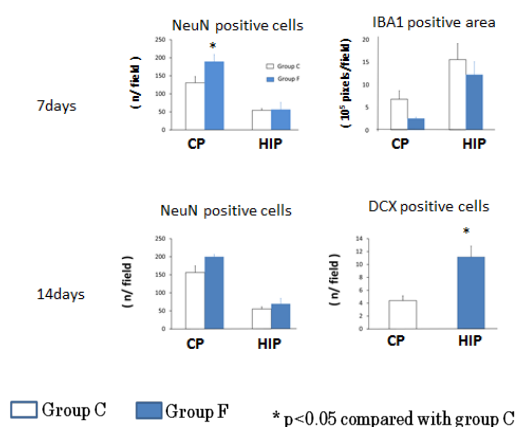 NeuN positive cells
IBA1 positive area
7days
( n/ field)
250
200
150
100
50
0
*
Group C
Group F
CP HIP
( 10⁵ pixels/field)
20
15
10
5
0
CP HIP
NeuN positive cells
DCX positive cells
14days
( n/ field)
250
200
150
100
50
0
CP HIP
( n/ field)
14
12
10
8
6
4
2
0
*
CP HIP
Group C Group F * p<0.05 compared with group C